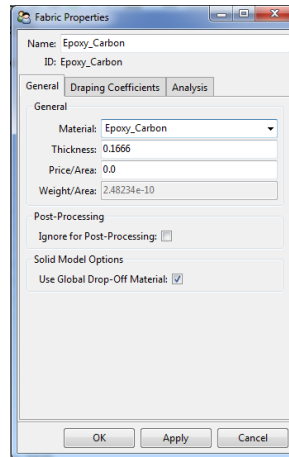 Fabric Properties
Name: Epoxy_Carbon
ID: Epoxy_Carbon
General Draping Coefficients Analysis
General
Material: Epoxy_Carbon
Thickness: 0.1666
Price/Area: 0.0
Weight/Area: 2.48234e-10
Post-Processing
Ignore for Post-Processing:
Solid Model Options
Use Global Drop-Off Material:
OK Apply Cancel